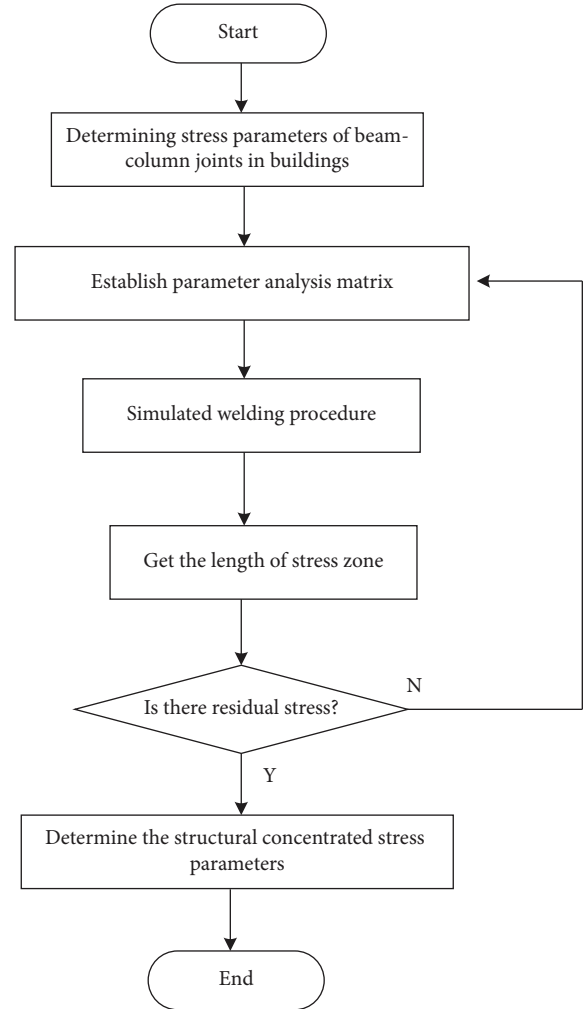 Start
Determining stress parameters of beam-
column joints in buildings
Establish parameter analysis matrix
Simulated welding procedure
Get the length of stress zone
Is there residual stress?
N
Y
Determine the structural concentrated stress
parameters
End